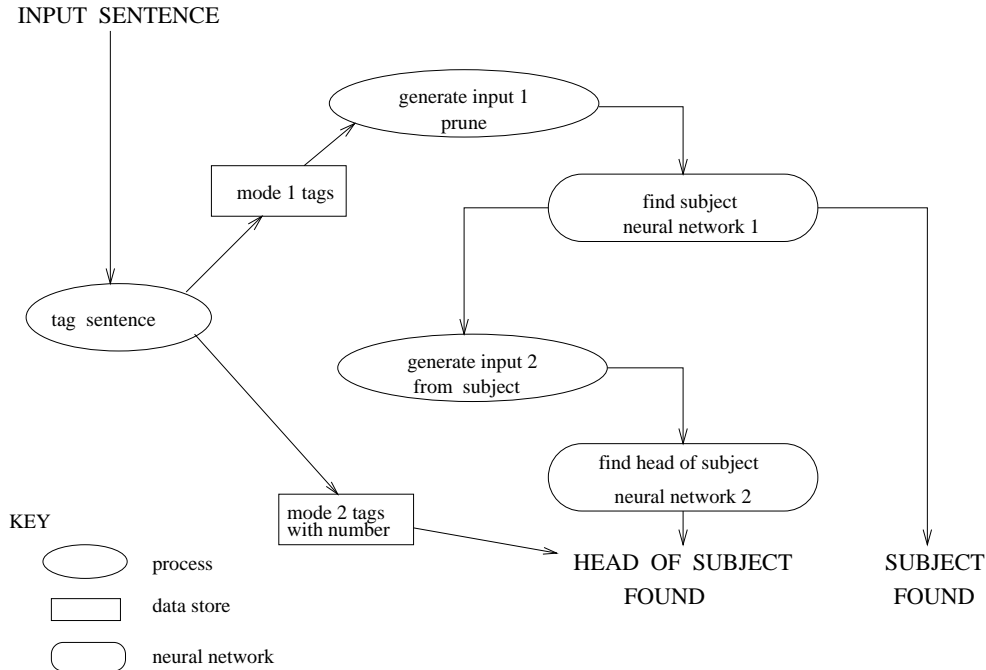 INPUT SENTENCE
generate input 1
prune
mode 1 tags
find subject
neural network 1
tag sentence
generate input 2
from subject
find head of subject
neural network 2
mode 2 tags
with number
HEAD OF SUBJECT
FOUND
SUBJECT
FOUND
KEY
process
data store
neural network